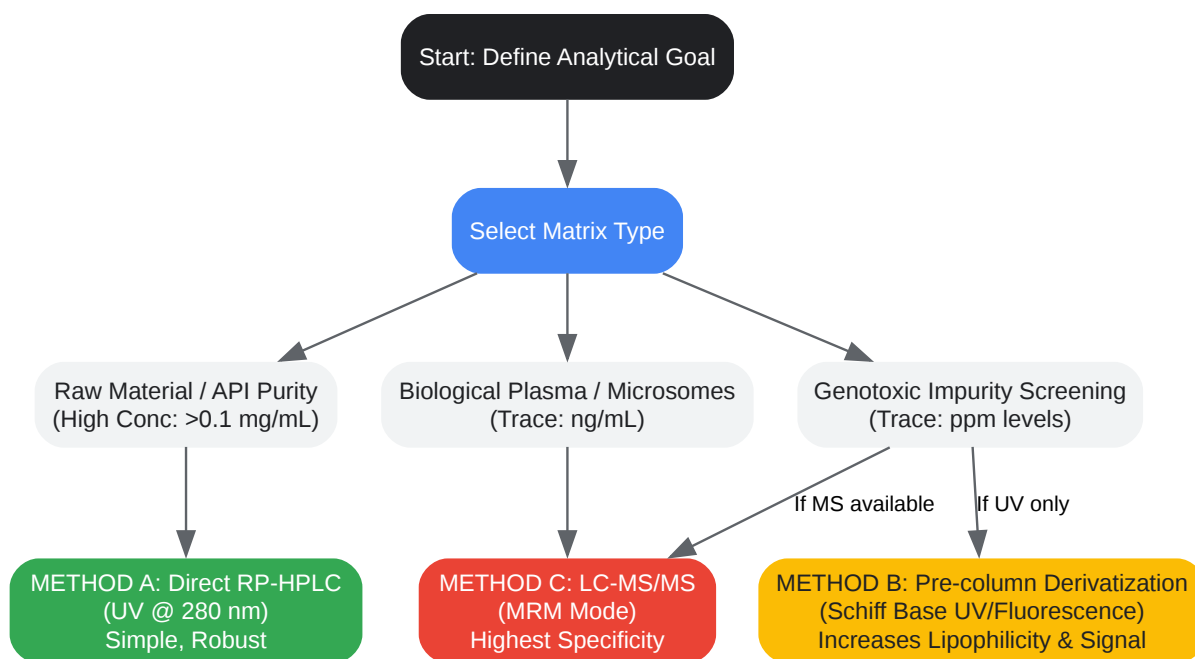 Start: Define Analytical Goal
Select Matrix Type
Raw Material / API Purity
(High Conc: >0.1 mg/mL)
Biological Plasma / Microsomes
(Trace: ng/mL)
Genotoxic Impurity Screening
(Trace: ppm levels)
If MS available
If UV only
METHOD A: Direct RP-HPLC
(UV @ 280 nm)
Simple, Robust
METHOD C: LC-MS/MS
(MRM Mode)
Highest Specificity
METHOD B: Pre-column Derivatization
(Schiff Base UV/Fluorescence)
Increases Lipophilicity & Signal